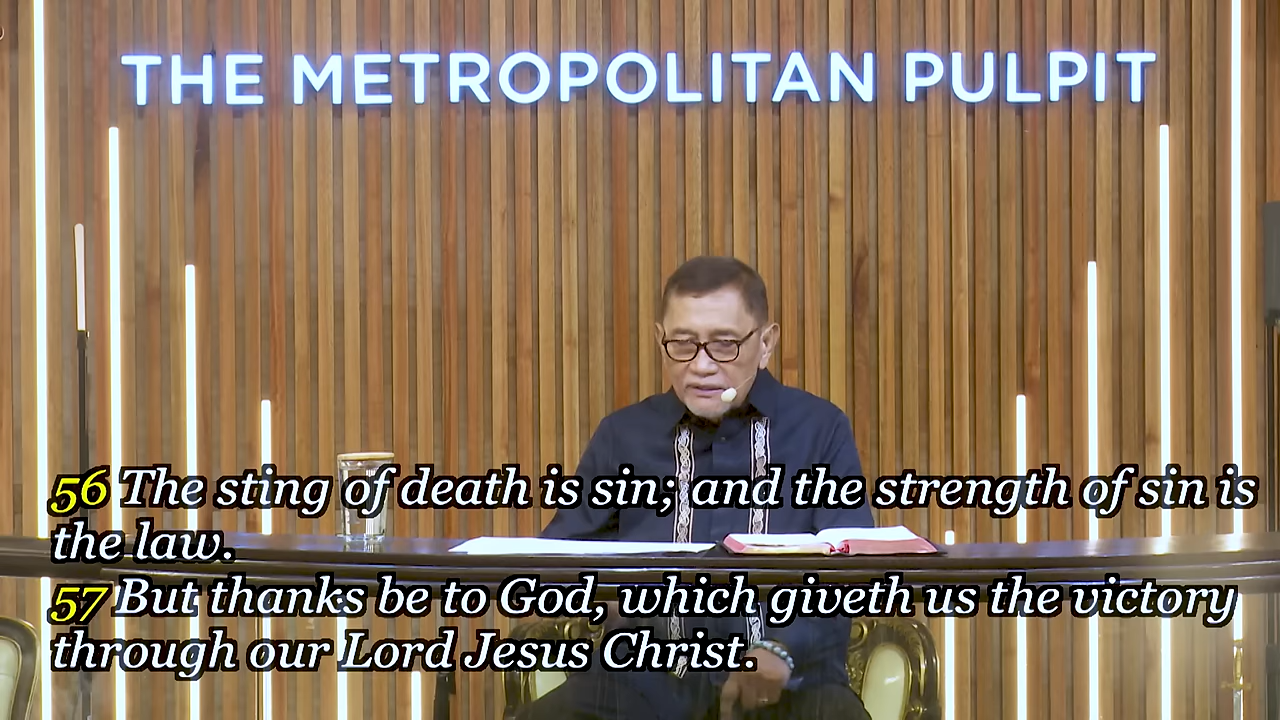 THE METROPOLITAN PULPIT
56 The sting of death is sin; and the strength of sin is
the law.
57 But thanks be to God, which giveth us the victory
through our Lord Jesus Christ.